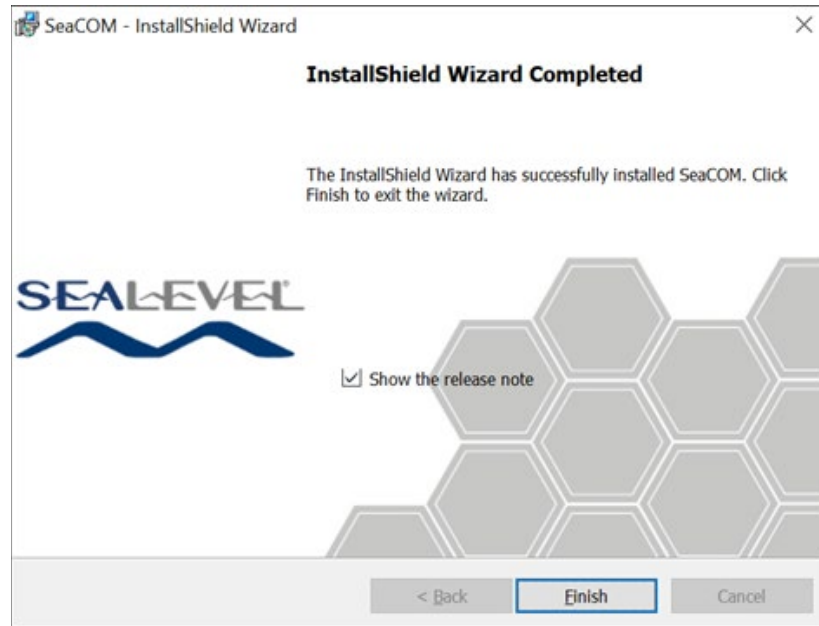 SeaCOM - InstallShield Wizard
InstallShield Wizard Completed
The InstallShield Wizard has successfully installed SeaCOM. Click
Finish to exit the wizard.
SEALEVEL®
Show the release note
< Back
Finish
Cancel